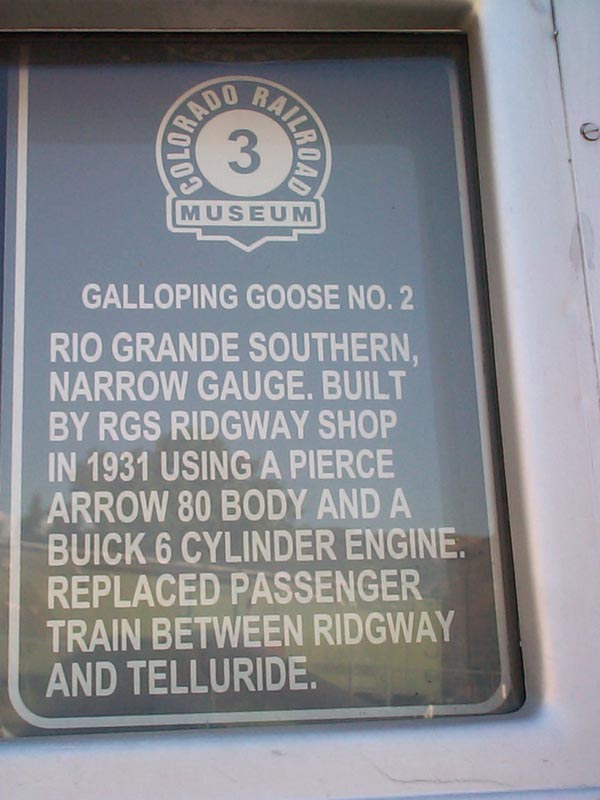 COLORADO RAILROAD
3
MUSEUM
GALLOPING GOOSE NO. 2
RIO GRANDE SOUTHERN,
NARROW GAUGE. BUILT
BY RGS RIDGWAY SHOP
IN 1931 USING A PIERCE
ARROW 80 BODY AND A
BUICK 6 CYLINDER ENGINE.
REPLACED PASSENGER
TRAIN BETWEEN RIDGWAY
AND TELLURIDE.